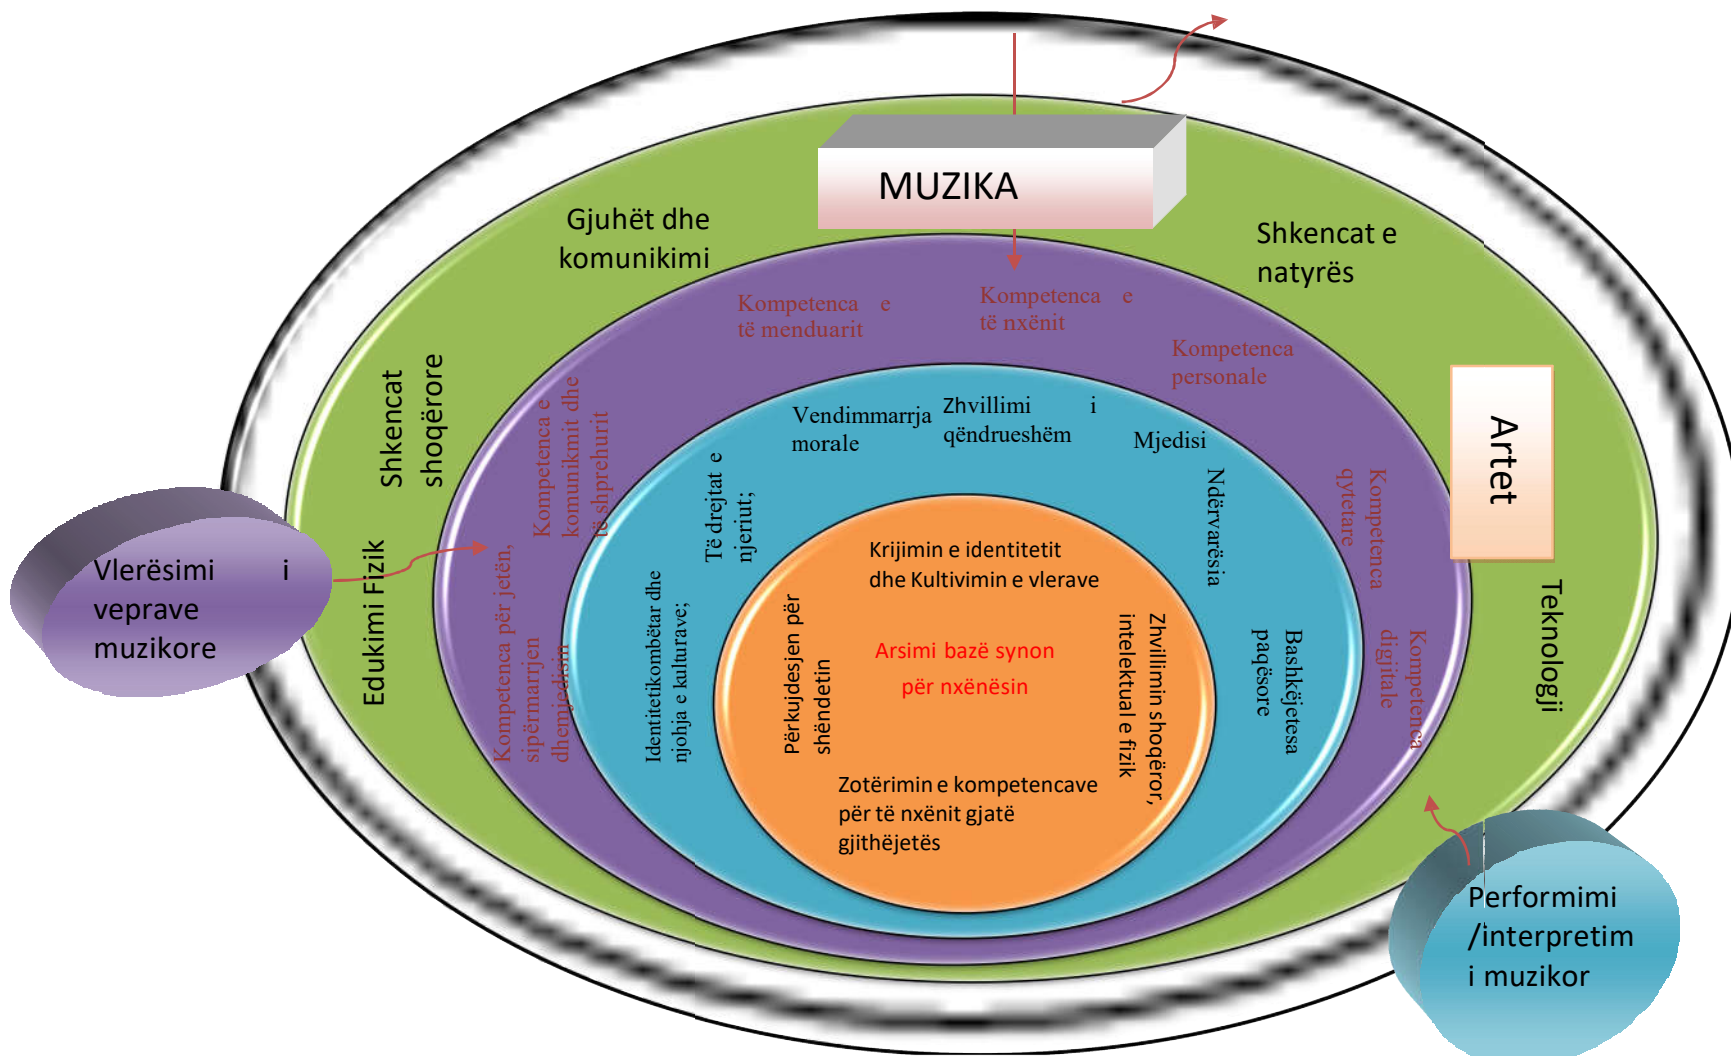 MUZIKA
Gjuhët dhe
komunikimi
Shkencat e
natyrës
Kompetenca e
të menduarit
Kompetenca e
të nxënit
Kompetenca
personale
Shkencat
shoqërore
Kompetenca e
komunikmit dhe
të shprehurit
Vendimmarrja
morale
Zhvillimi i
qëndrueshëm
Mjedisi
Artet
Të drejtat e
njeriut;
Ndërvarësia
Kompetenca
qytetare
Vlerësimi i
veprave
muzikore
Edukimi Fizik
Kompetenca për jetën,
sipërmarrjen
dhemjedisin
Identitetikombëtar dhe
njohja e kulturave;
Krijimin e identitetit
dhe Kultivimin e vlerave
Përkujdesjen për
shëndetin
Arsimi bazë synon
për nxënësin
Zhvillimin shoqëror,
intelektual e fizik
Bashkëjetesa
paqësore
Kompetenca
digjitale
Teknologji
Zotërimin e kompetencave
për të nxënit gjatë
gjithëjetës
Performimi
/interpretim
i muzikor